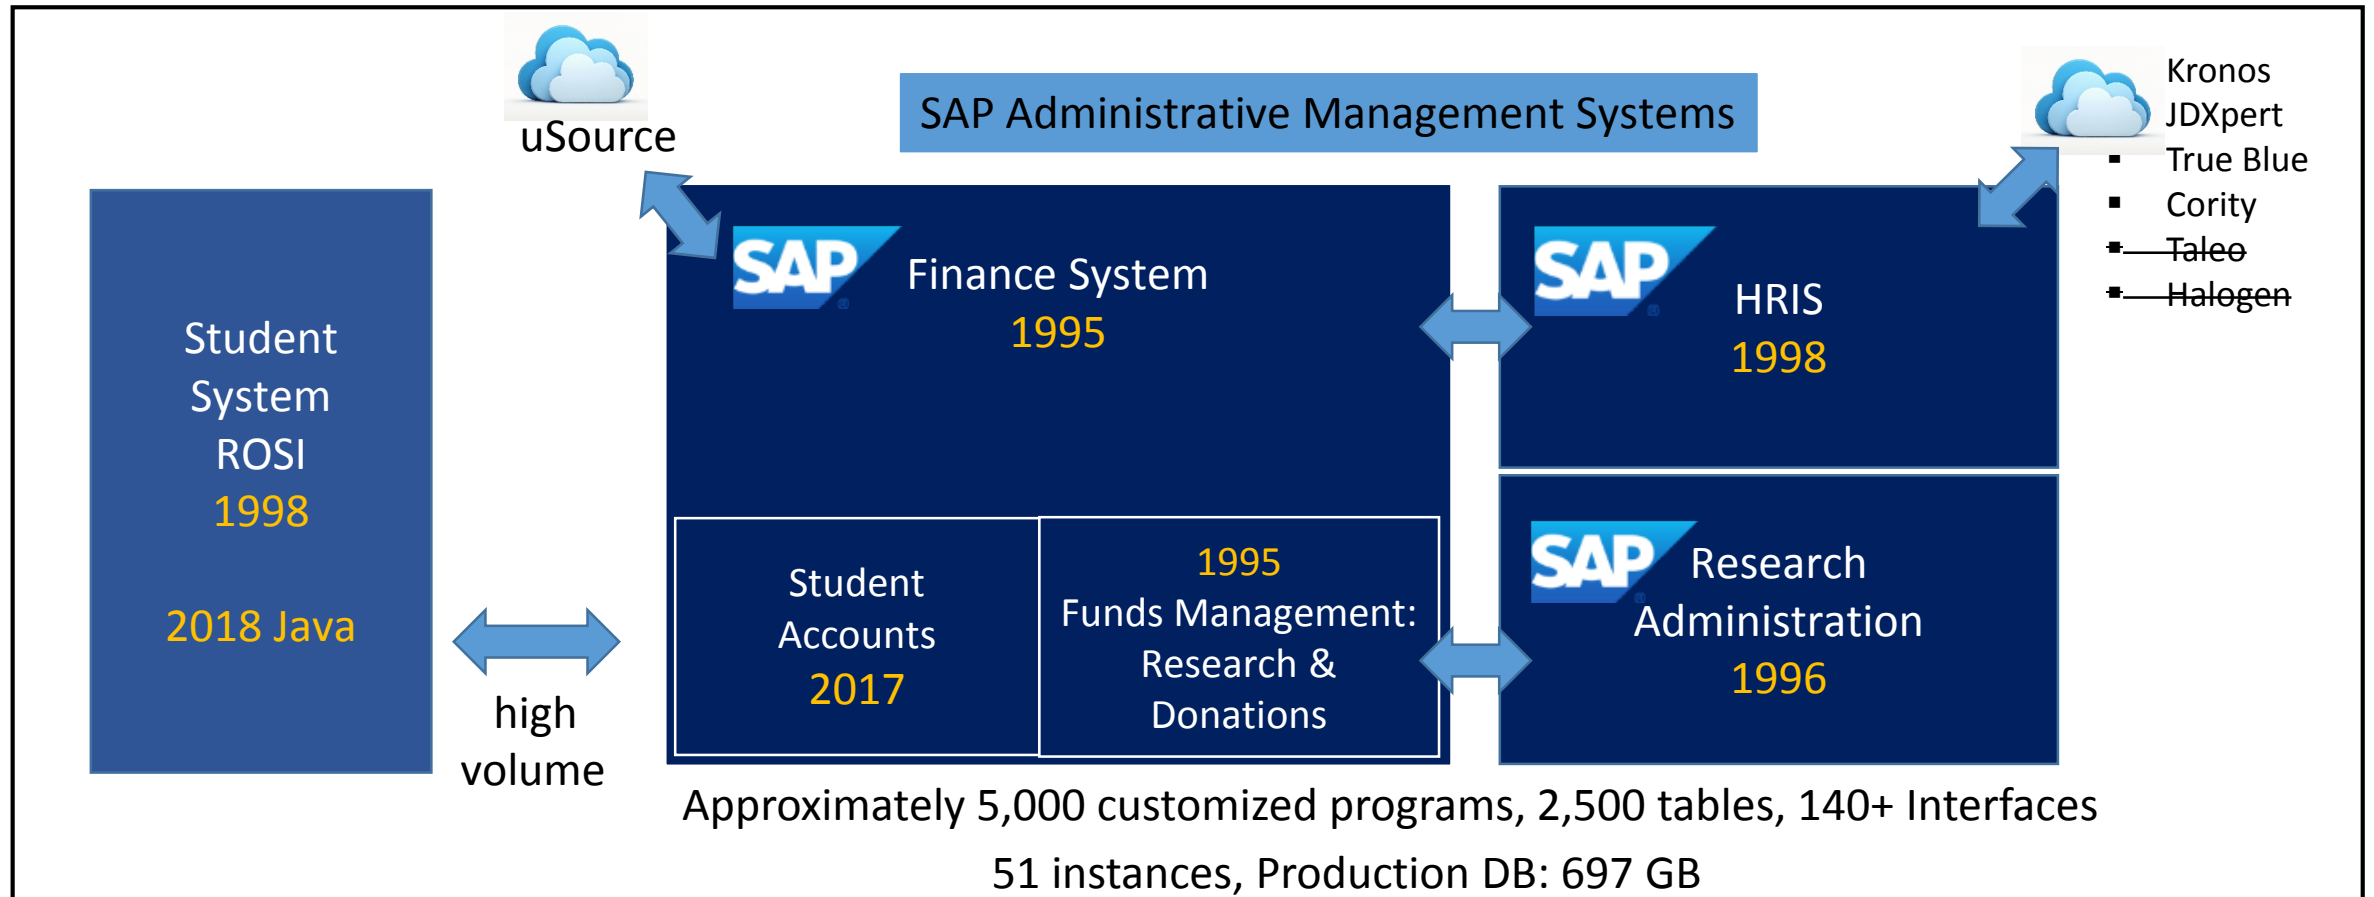 uSource
SAP Administrative Management Systems
Kronos
JDXpert
▪ True Blue
▪ Cority
▪ Taleo
▪ Halogen
Student
System
ROSI
1998
2018 Java
high
volume
SAP
®
Finance System
1995
Student
Accounts
2017
1995
Funds Management:
Research &
Donations
SAP
®
HRIS
1998
SAP
®
Research
Administration
1996
Approximately 5,000 customized programs, 2,500 tables, 140+ Interfaces
51 instances, Production DB: 697 GB